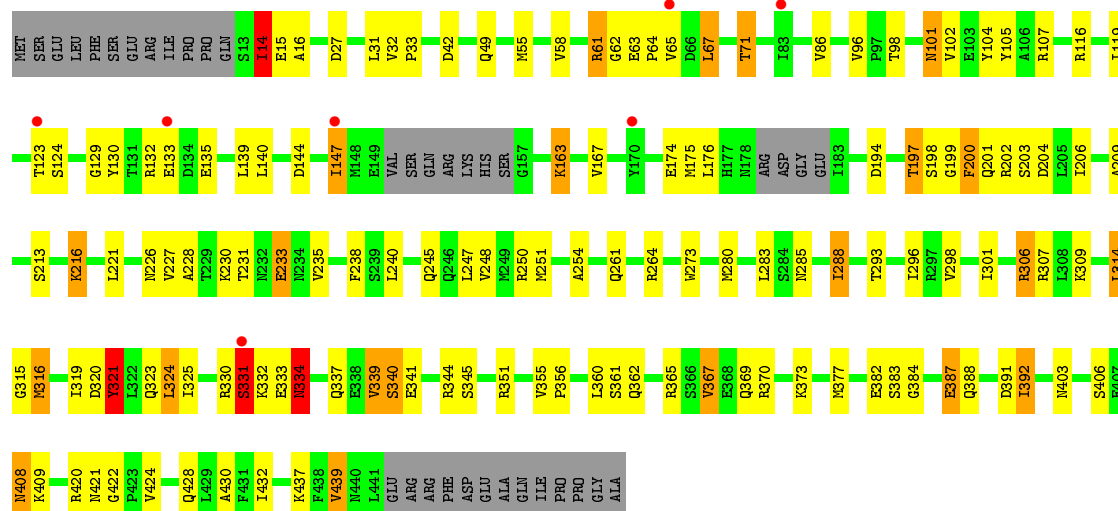 MET SER GLU LEU PHE SER GLU ARG ILE PRO PRO GLN S13 I14 E15 A16 D27 L31 V32 P33 D42 Q49 M55 V58 R61 G62 E63 P64 V65 D66 L67 T71 I83 V86 V96 P97 T98 N101 V102 E103 Y104 Y105 A106 R107 R116
T123 S124 G129 Y130 T131 R132 E133 D134 E135 L139 L140 D144 I147 M148 E149 VAL SER GLN ARG LYS HIS SER G157 K163 V167 Y170 E174 M175 L176 H177 N178 ARG ASP GLY GLU I183 D194 T197 S198 G199 F200 Q201 R202 S203 D204 L205 I206
S213 K216 L221 N226 V227 A228 T229 K230 T231 N232 E233 N234 V235 F238 S239 L240 Q245 Q246 L247 V248 M249 R250 M251 A254 Q261 R264 W273 M280 L283 S284 N285 I288 T293 I296 R297 V298 I301 R306 R307 L308 K309
G315 M316 I319 D320 Y321 L322 Q323 L324 I325 R330 S331 K332 E333 N334 Q337 E338 V339 S340 E341 R344 S345 R351 V355 P356 L360 S361 Q362 R365 S366 V367 E368 Q369 R370 K373 M377 E382 S383 G384 E387 Q388 D391 I392 N403 S406
N408 K409 R420 N421 G422 P423 V424 Q428 L429 A430 F431 I432 K437 F438 V439 N440 L441 GLU ARG ARG PHE ASP GLU ALA GLN ILE PRO PRO GLY ALA